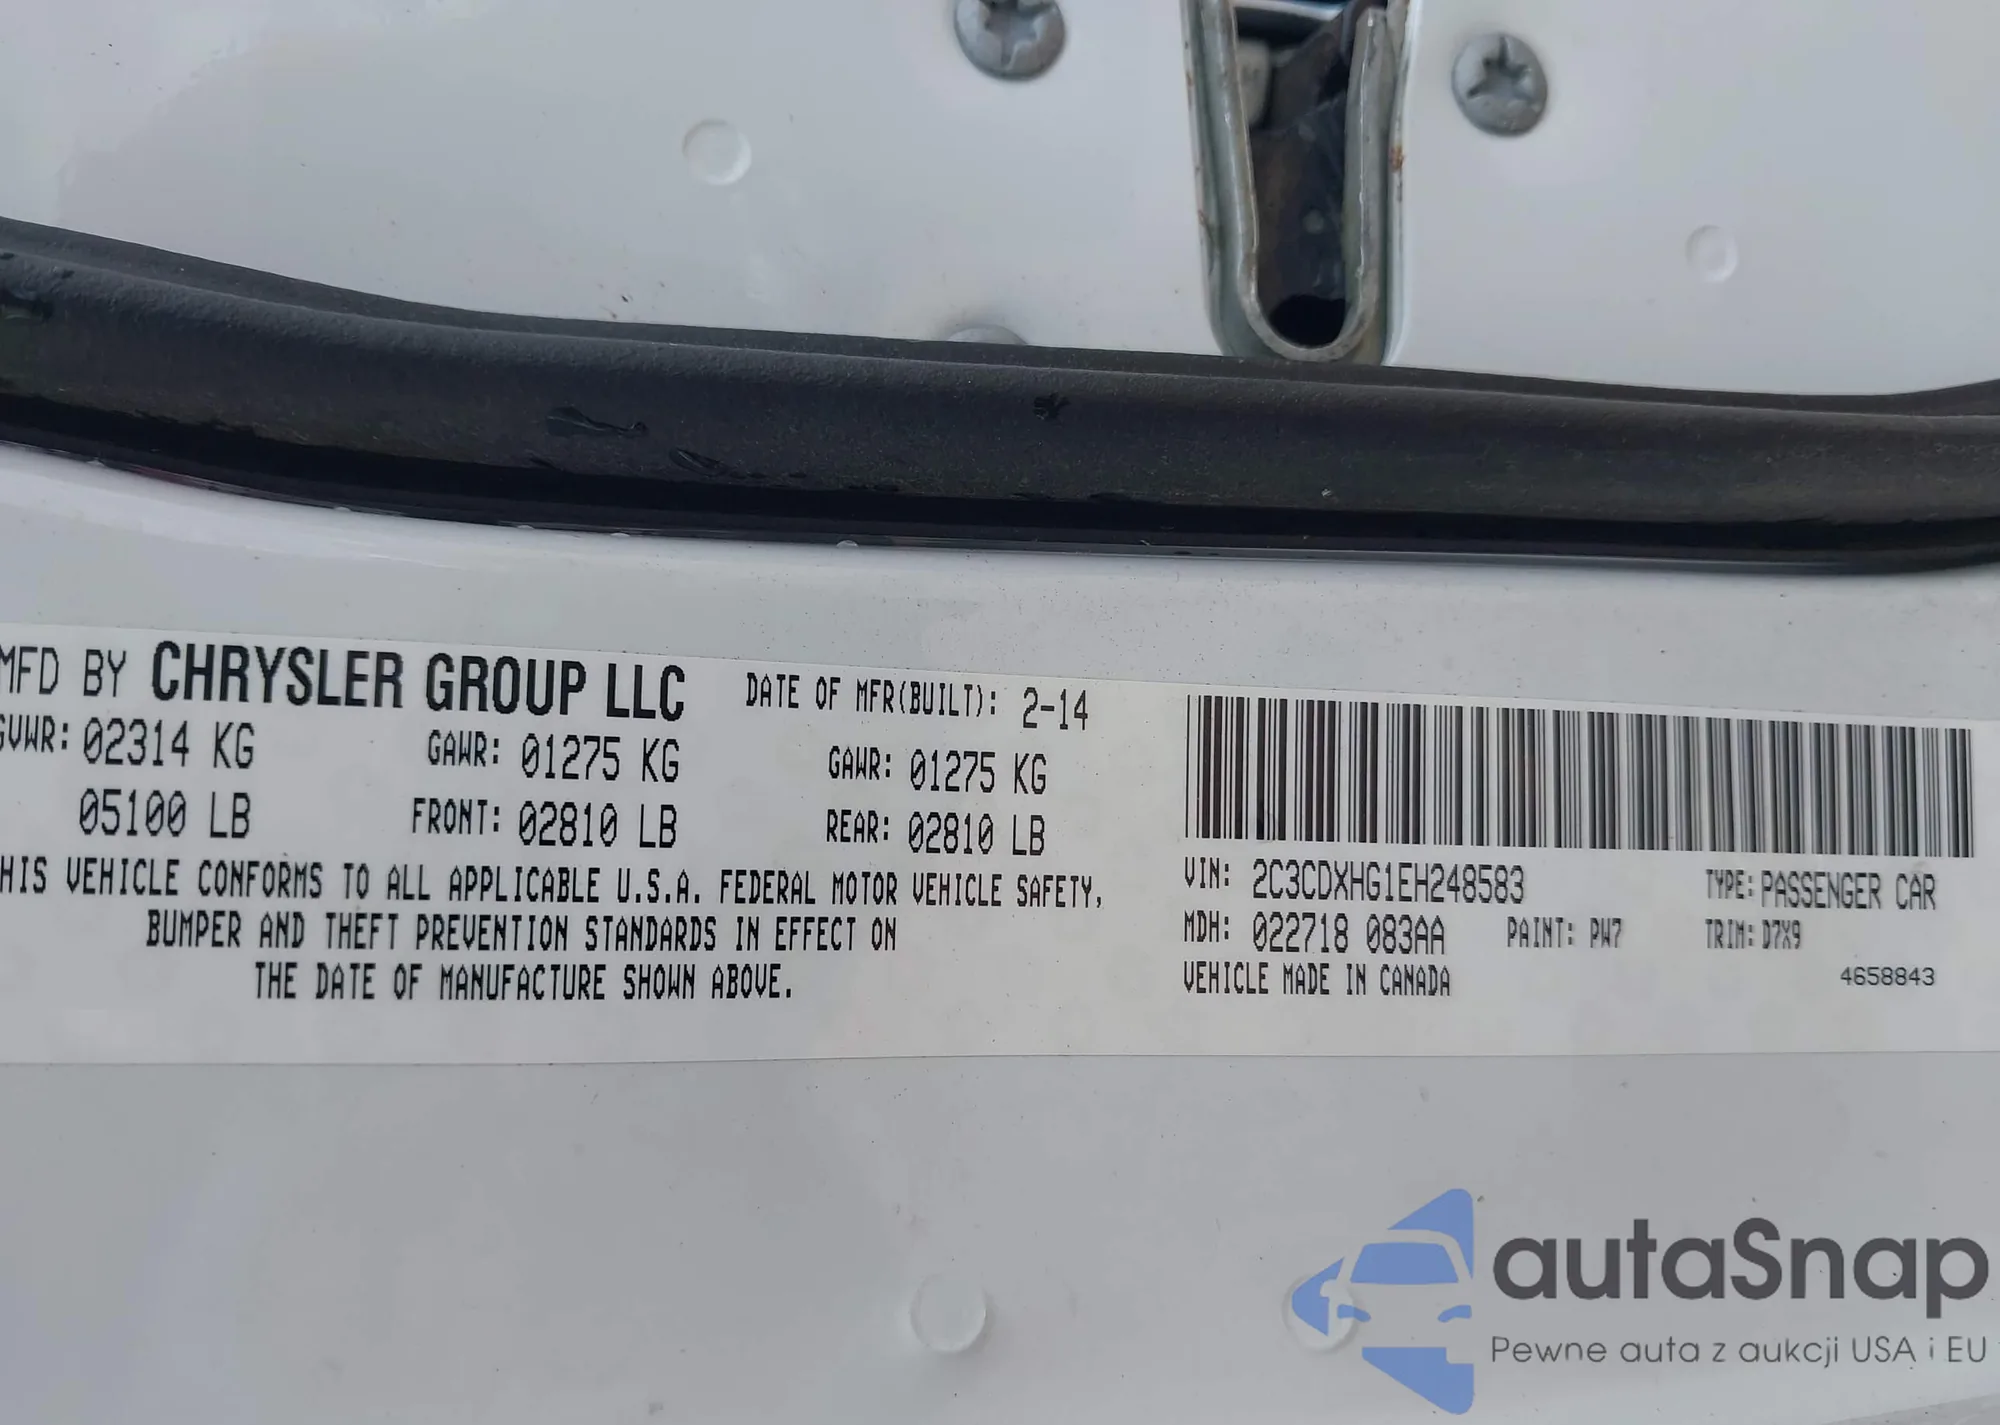 MFD BY CHRYSLER GROUP LLC DATE OF MFR(BUILT): 2-14
GVWR: 02314 KG GAWR: 01275 KG GAWR: 01275 KG
05100 LB FRONT: 02810 LB REAR: 02810 LB
HIS VEHICLE CONFORMS TO ALL APPLICABLE U.S.A. FEDERAL MOTOR VEHICLE SAFETY,
BUMPER AND THEFT PREVENTION STANDARDS IN EFFECT ON
THE DATE OF MANUFACTURE SHOWN ABOVE.
VIN: 2C3CDXHG1EH248583 TYPE: PASSENGER CAR
MDH: 022718 083AA PAINT: PW7 TRIM: D7X9
VEHICLE MADE IN CANADA 4658843
autaSnap
Pewne auta z aukcji USA i EU